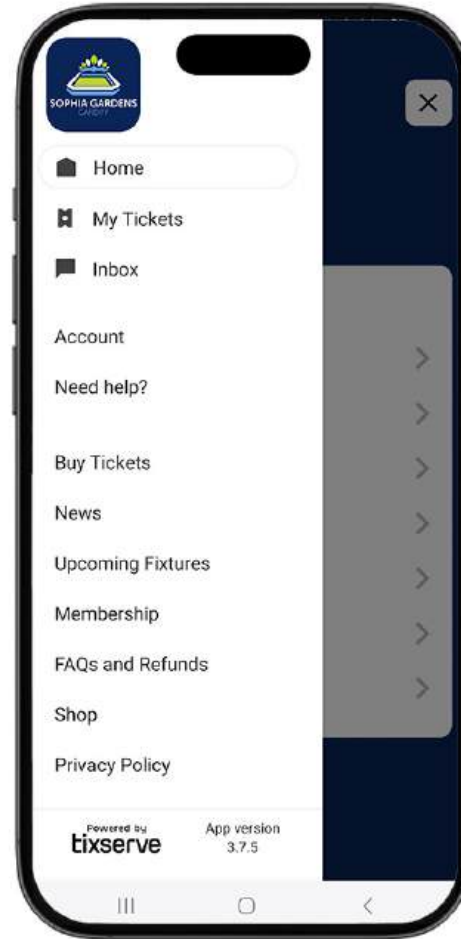 SOPHIA GARDENS
CARDIFF
Home
My Tickets
Inbox
Account
Need help?
Buy Tickets
News
Upcoming Fixtures
Membership
FAQs and Refunds
Shop
Privacy Policy
Powered by
tixserve
App version
3.7.5